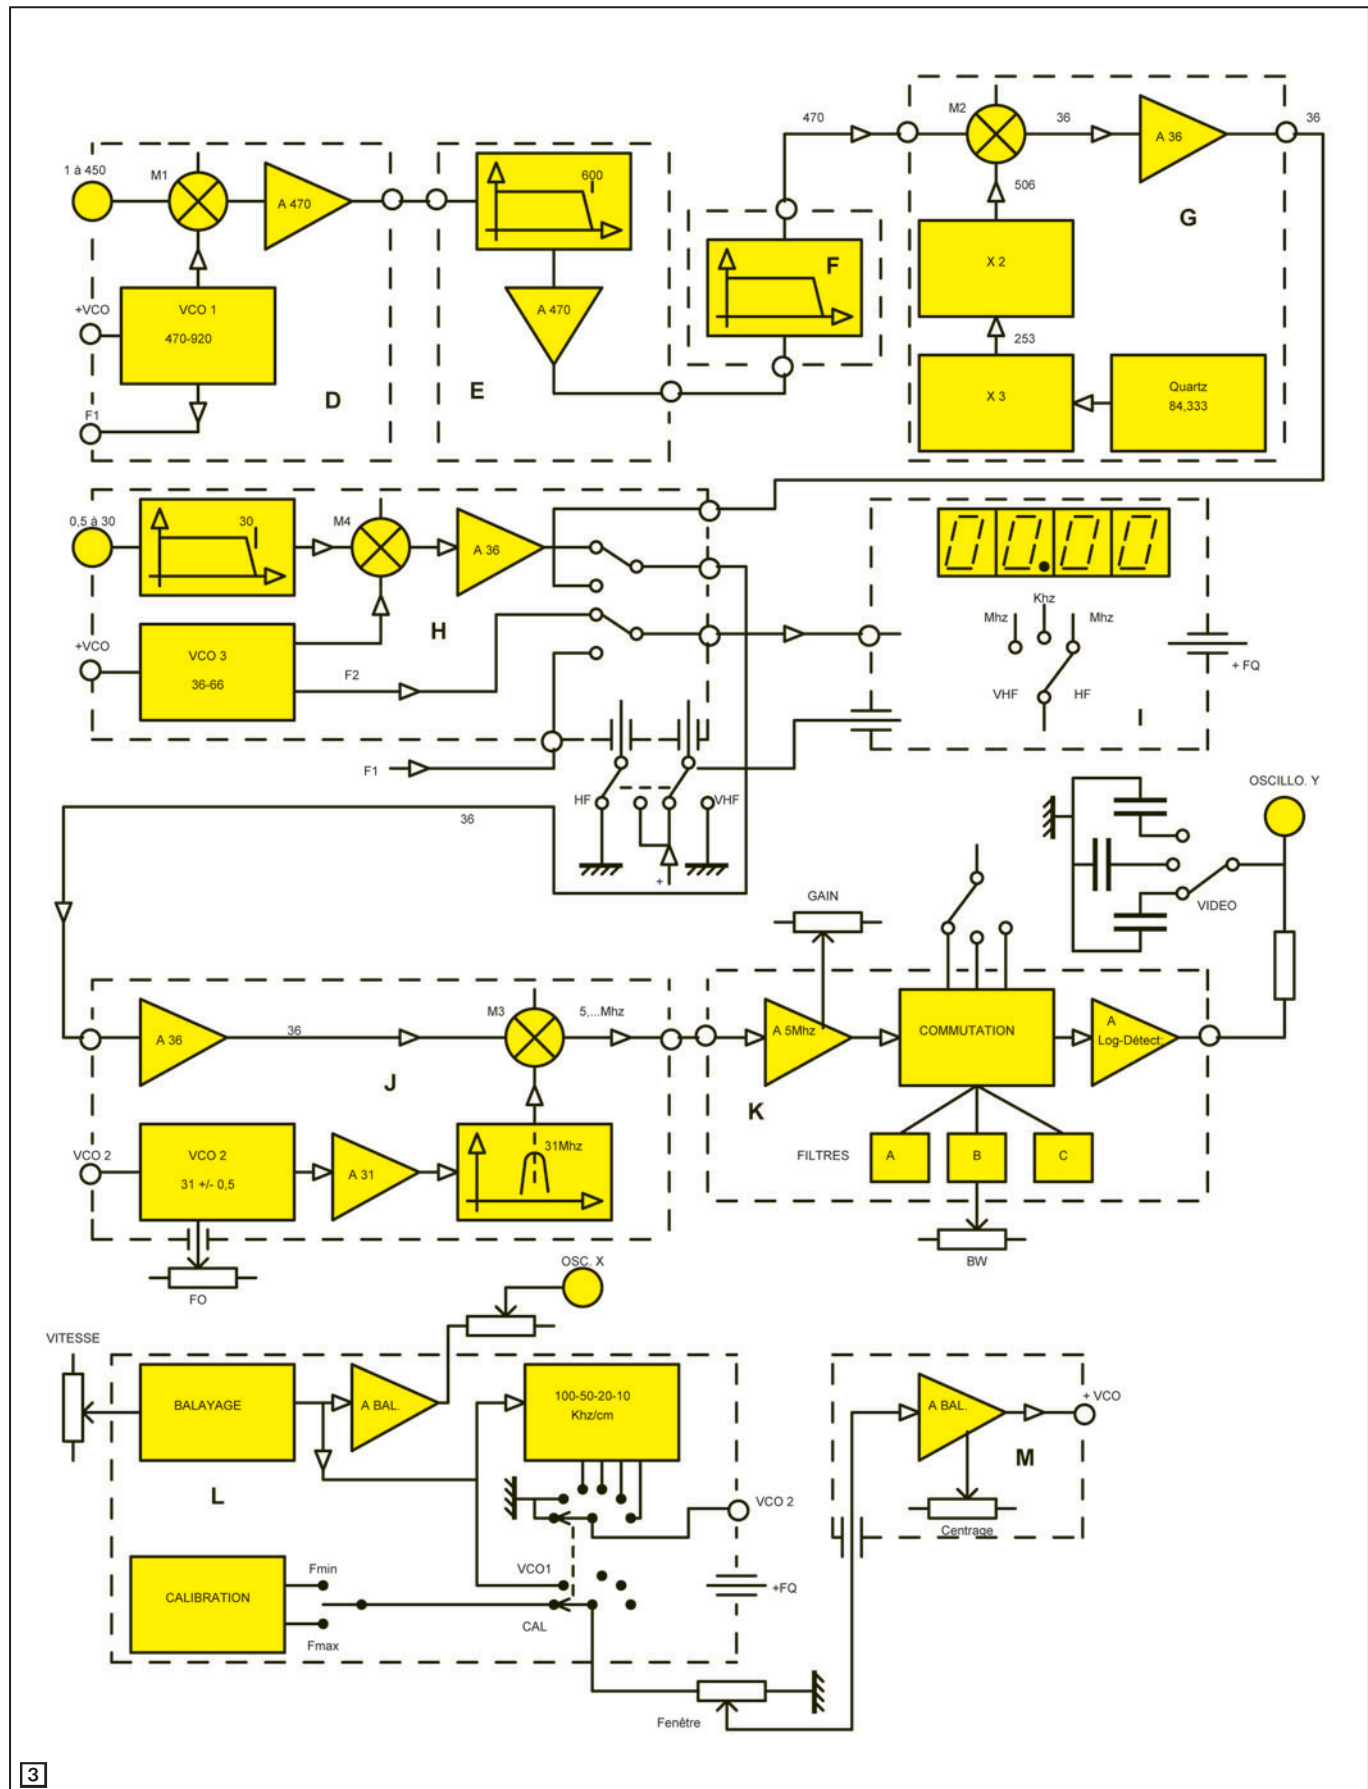 1 à 450
M1
A 470
+VCO
VCO 1
470-920
F1
D
600
A 470
E
470
F
M2
36
A 36
36
506
X 2
G
253
X 3
Quartz
84,333
0,5 à 30
30
M4
A 36
+VCO
VCO 3
36-66
H
F2
F1
HF
VHF
+
36
00.00
Mhz
Khz
Mhz
VHF
HF
+ FQ
I
OSCILLO. Y
VIDEO
GAIN
A 36
36
M3
5,...Mhz
J
VCO 2
VCO 2
31 +/- 0,5
A 31
31Mhz
FO
A 5Mhz
COMMUTATION
A
Log-Détect:
K
FILTRES
A
B
C
BW
OSC. X
VITESSE
BALAYAGE
A BAL.
100-50-20-10
Khz/cm
L
VCO 2
CALIBRATION
Fmin
Fmax
VCO1
CAL
+FQ
Fenêtre
A BAL.
+ VCO
M
Centrage
3